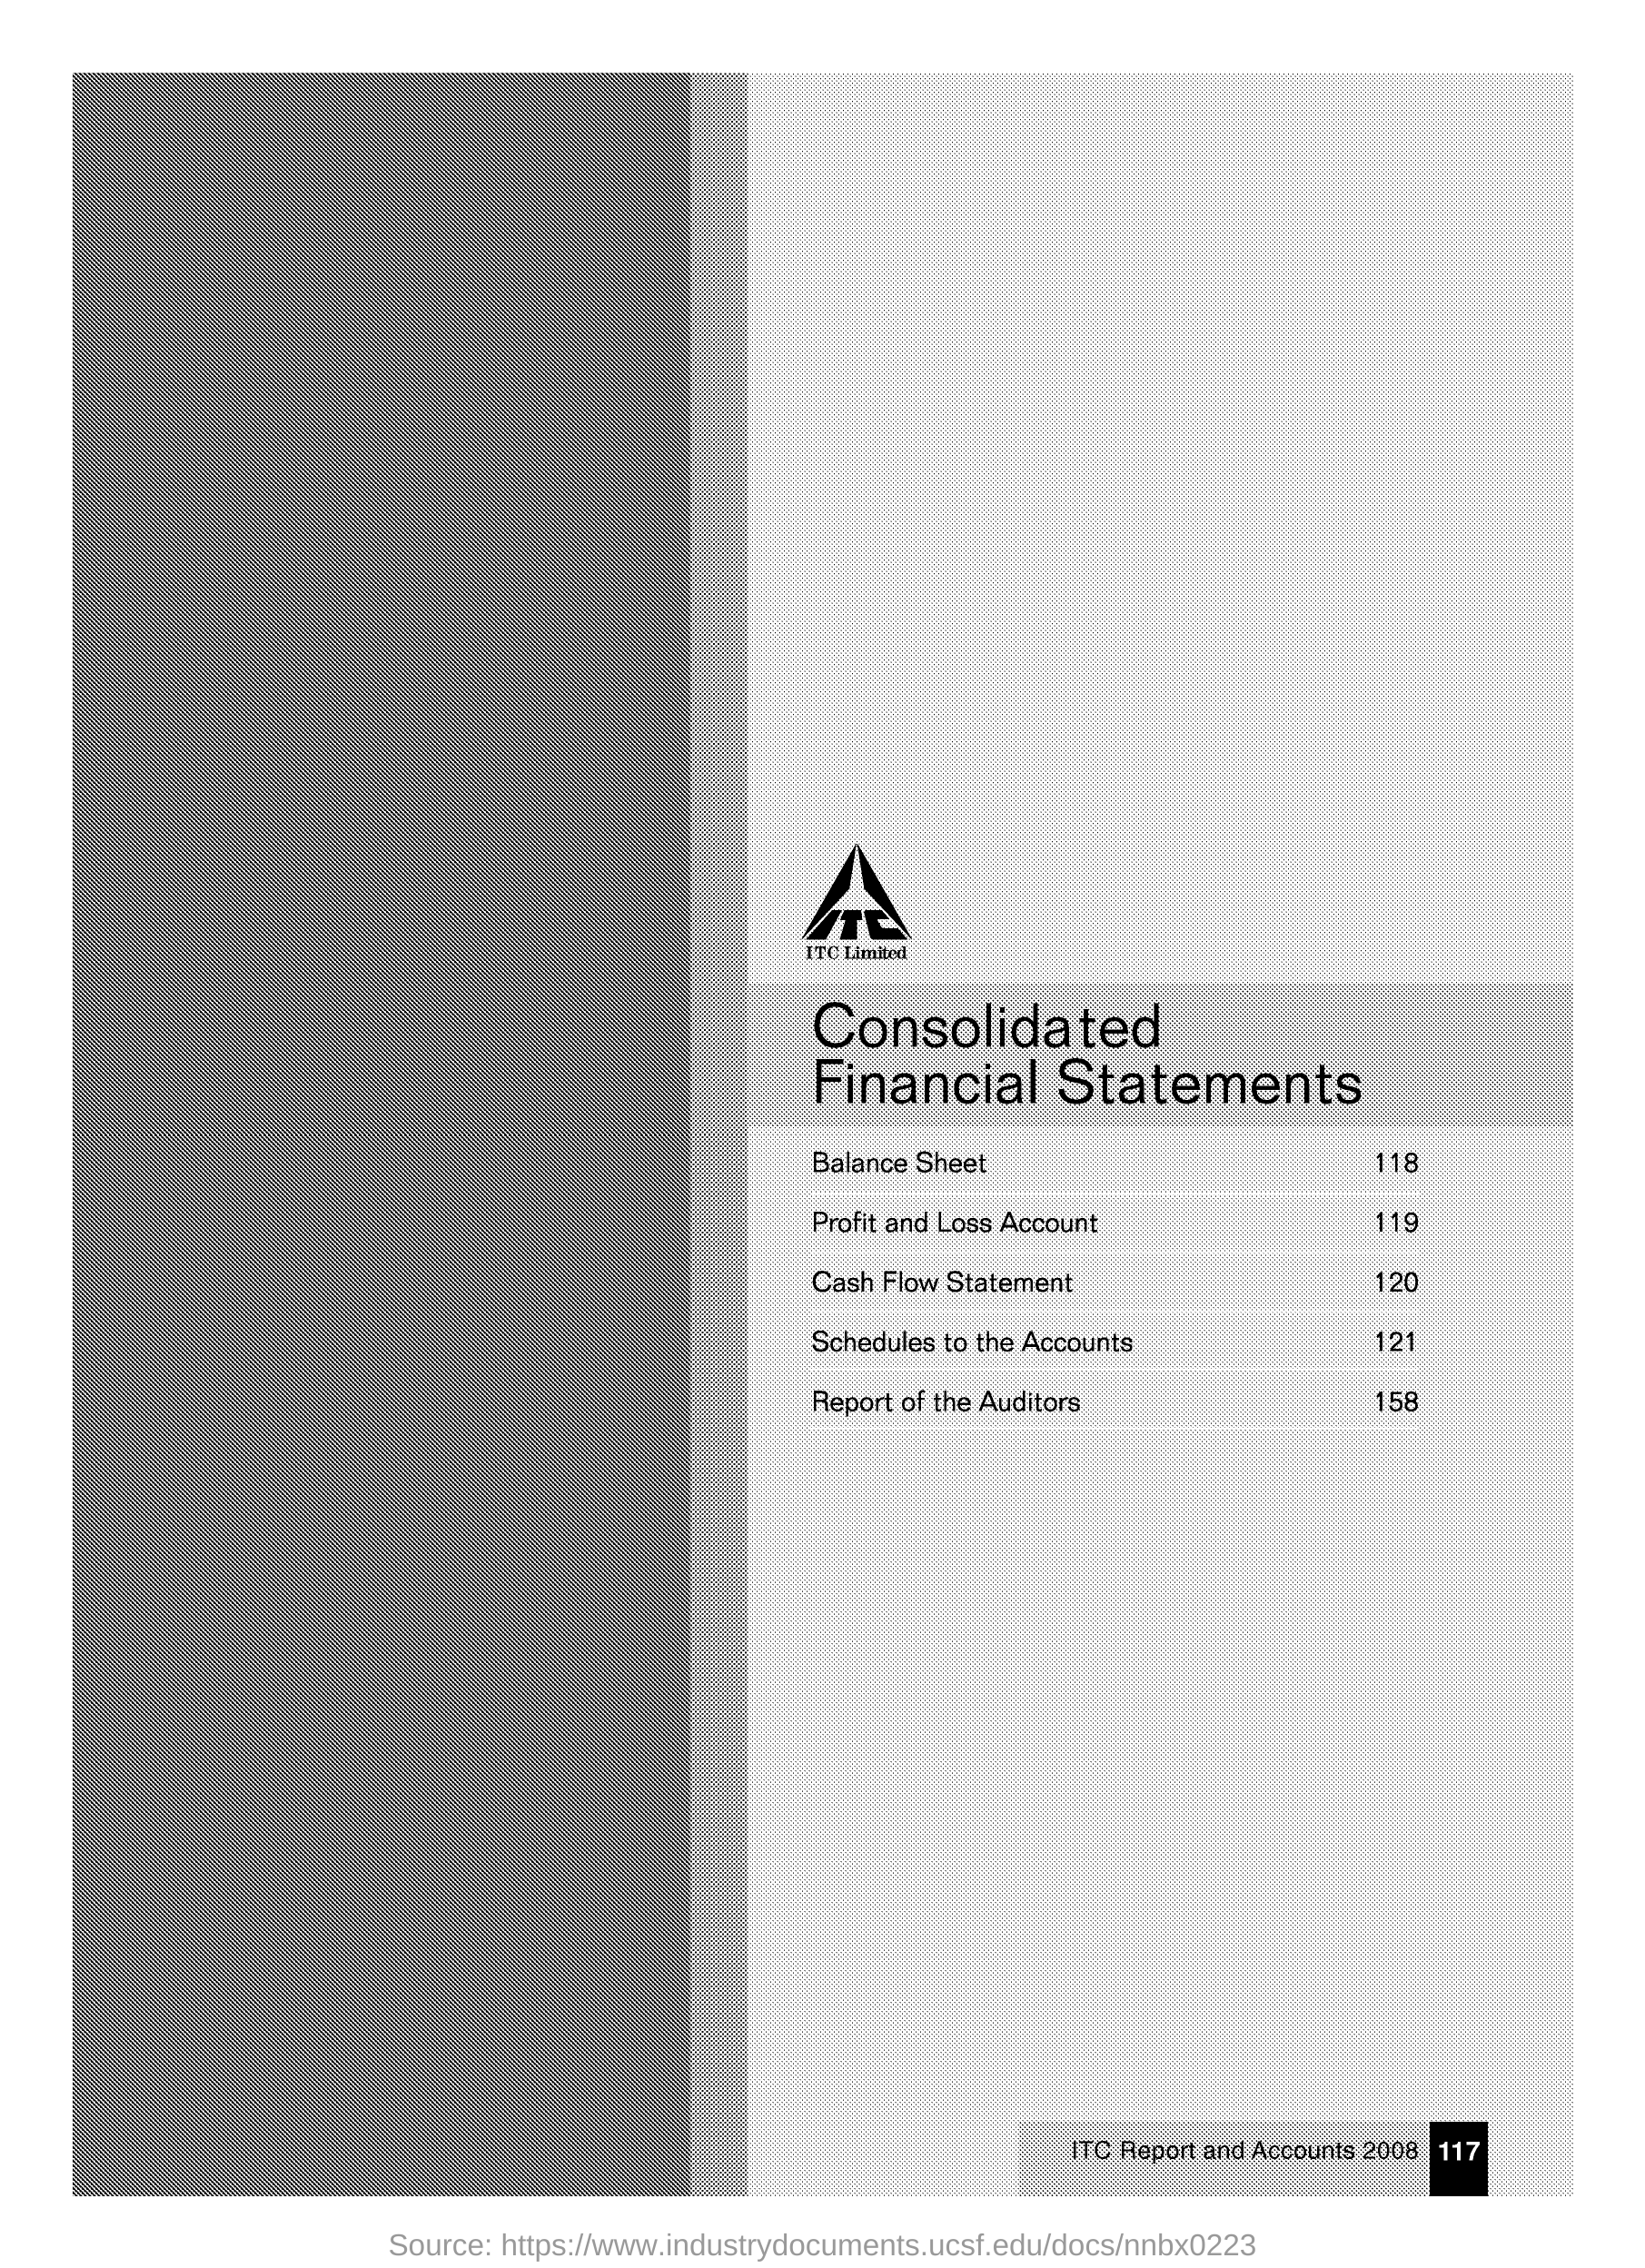 ITC
ITC Limited
Consolidated
Financial Statements
Balance Sheet 118
Profit and Loss Account 119
Cash Flow Statement 120
Schedules to the Accounts 121
Report of the Auditors 158
ITC Report and Accounts 2008 117
Source: https://www.industrydocuments.ucsf.edu/docs/nnbx0223